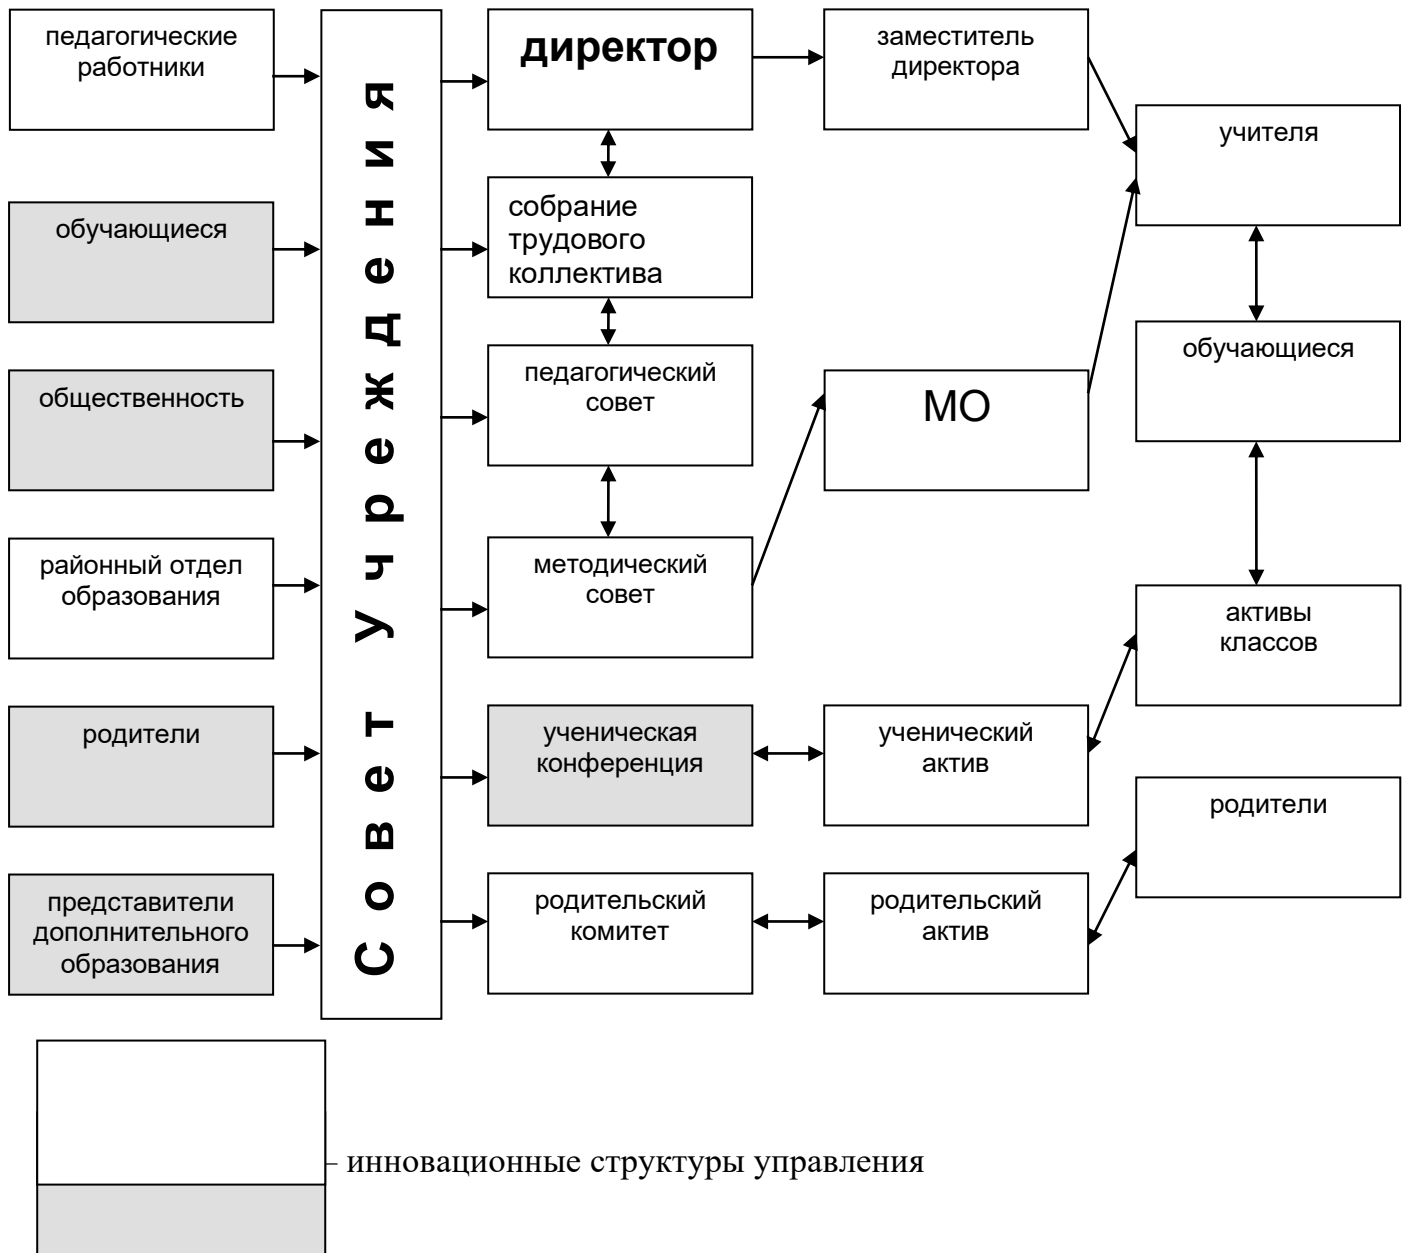 педагогические
работники
обучающиеся
общественность
районный отдел
образования
родители
представители
дополнительного
образования
Совет Учреждения
директор
собрание
трудового
коллектива
педагогический
совет
методический
совет
ученическая
конференция
родительский
комитет
заместитель
директора
МО
ученический
актив
родительский
актив
учителя
обучающиеся
активы
классов
родители
– инновационные структуры управления